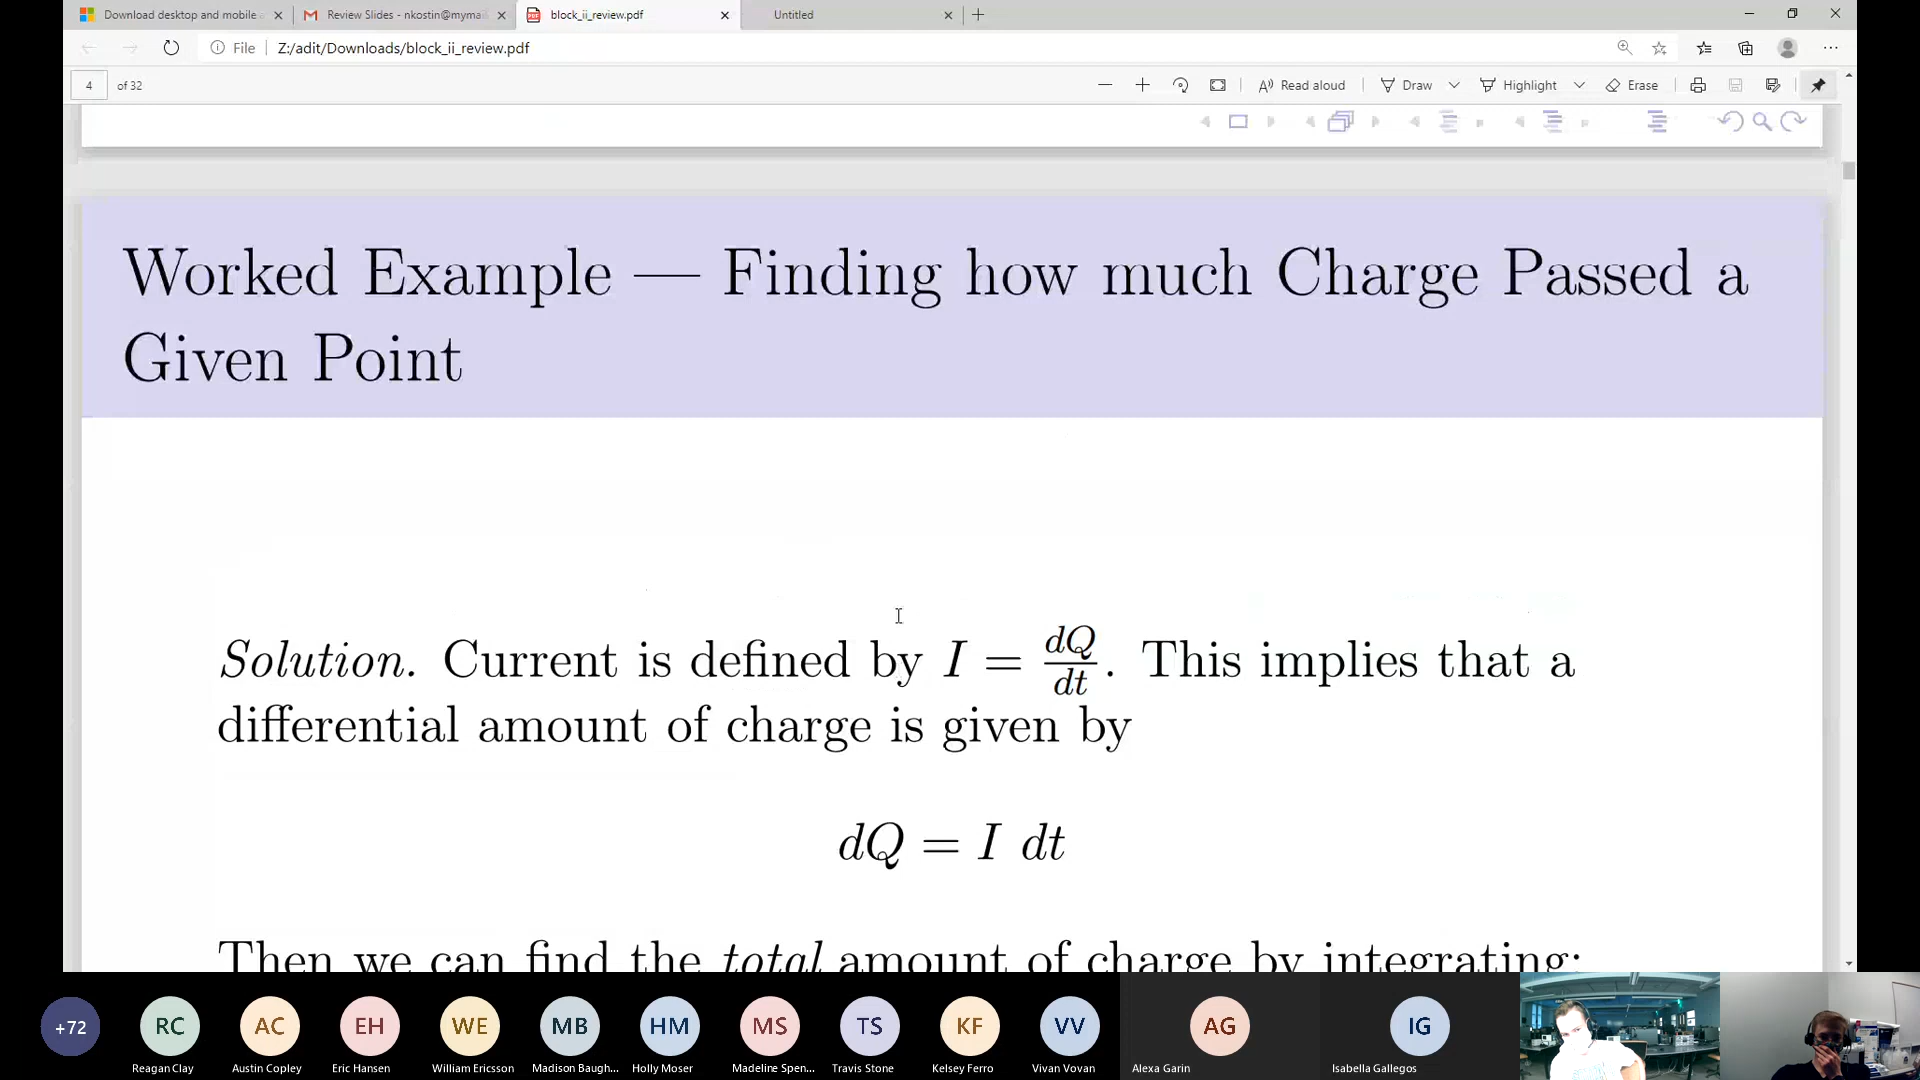 Download desktop and mobile
Review Slides - nkostin@mymail
block_ii_review.pdf
Untitled
File
Z:/adit/Downloads/block_ii_review.pdf
4
of 32
Read aloud
Draw
Highlight
Erase
Worked Example — Finding how much Charge Passed a
Given Point
Solution. Current is defined by I = dQ/dt. This implies that a
differential amount of charge is given by
dQ = I dt
Then we can find the total amount of charge by integrating:
+72
RC
AC
EH
WE
MB
HM
MS
TS
KF
VV
AG
IG
Reagan Clay
Austin Copley
Eric Hansen
William Ericsson
Madison Baugh...
Holly Moser
Madeline Spen...
Travis Stone
Kelsey Ferro
Vivan Vovan
Alexa Garin
Isabella Gallegos